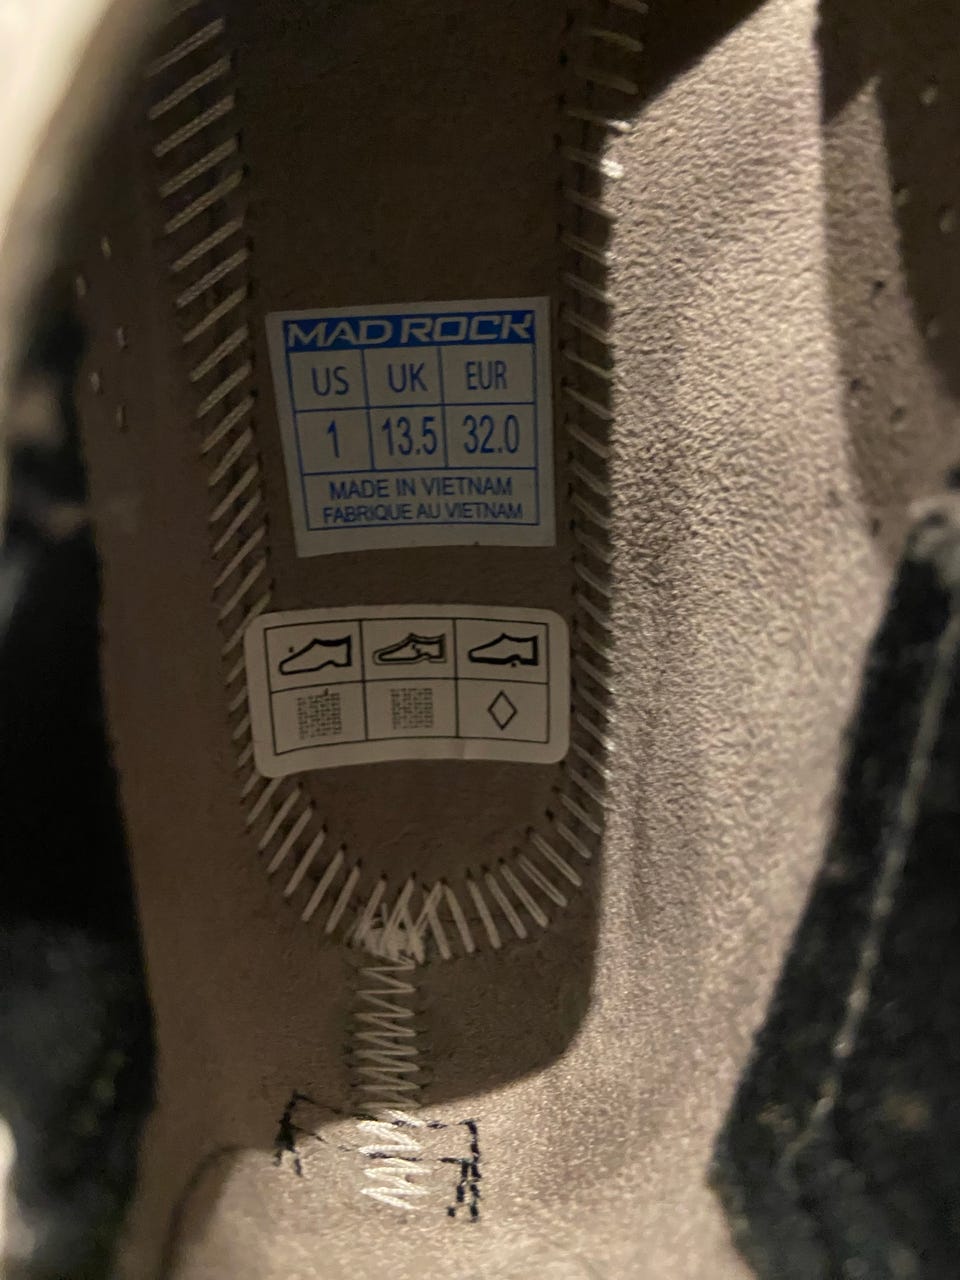 MAD ROCK
US UK EUR
1 13.5 32.0
MADE IN VIETNAM
FABRIQUE AU VIETNAM